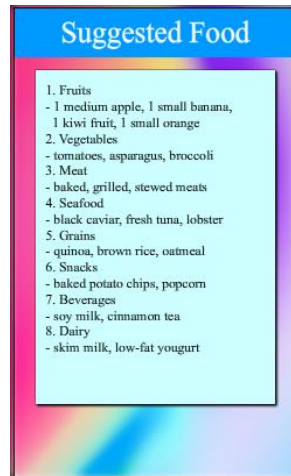 Suggested Food
1. Fruits
- 1 medium apple, 1 small banana,
1 kiwi fruit, 1 small orange
2. Vegetables
- tomatoes, asparagus, broccoli
3. Meat
- baked, grilled, stewed meats
4. Seafood
- black caviar, fresh tuna, lobster
5. Grains
- quinoa, brown rice, oatmeal
6. Snacks
- baked potato chips, popcorn
7. Beverages
- soy milk, cinnamon tea
8. Dairy
- skim milk, low-fat yougurt